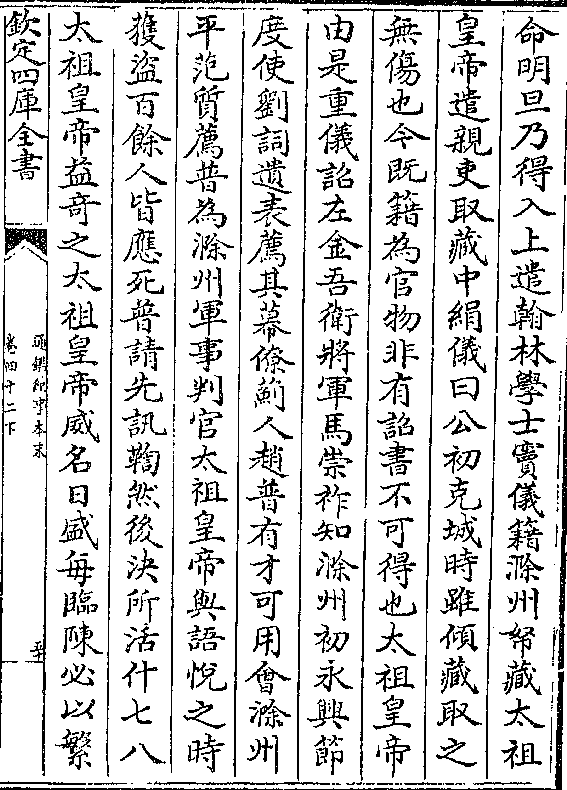 命明旦乃得入上遣翰林學士竇儀籍滁州帑藏太祖
皇帝遣親吏取藏中絹儀曰公初克城時雖傾藏取之
無傷也今既籍為官物非有詔書不可得也太祖皇帝
由是重儀詔左金吾衛將軍馬崇祚知滁州初永興節
度使劉詞遺表薦其幕僚薊人趙普有才可用會滁州
平范質薦普為滁州軍事判官太祖皇帝與語悅之時
獲盜百餘人皆應死普請先訊鞫然後決所活什七八
太祖皇帝益奇之太祖皇帝威名日盛每臨陳必以繁
欽定四庫全書
通鑑紀事本末
卷四十二下